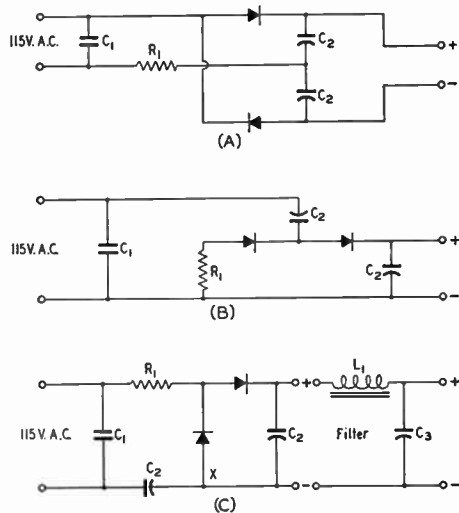 115V. A.C.
C1
R1
C2
C2
+
-
(A)
115V. A.C.
C1
C2
R1
C2
+
-
(B)
115V. A.C.
C1
R1
C2
X
C2
+
+
-
-
L1
Filter
C3
+
-
(C)